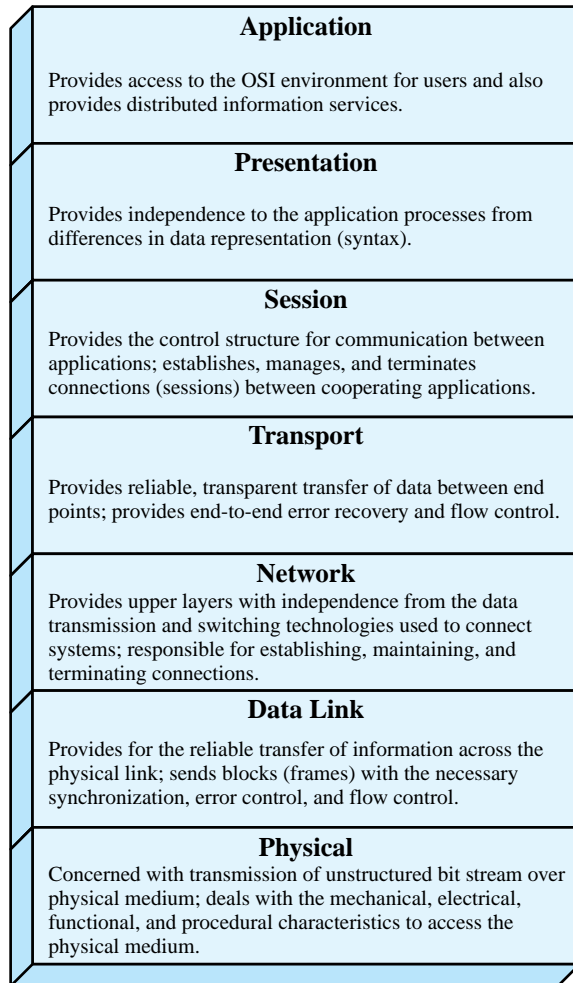 Application
Provides access to the OSI environment for users and also
provides distributed information services.
Presentation
Provides independence to the application processes from
differences in data representation (syntax).
Session
Provides the control structure for communication between
applications; establishes, manages, and terminates
connections (sessions) between cooperating applications.
Transport
Provides reliable, transparent transfer of data between end
points; provides end-to-end error recovery and flow control.
Network
Provides upper layers with independence from the data
transmission and switching technologies used to connect
systems; responsible for establishing, maintaining, and
terminating connections.
Data Link
Provides for the reliable transfer of information across the
physical link; sends blocks (frames) with the necessary
synchronization, error control, and flow control.
Physical
Concerned with transmission of unstructured bit stream over
physical medium; deals with the mechanical, electrical,
functional, and procedural characteristics to access the
physical medium.